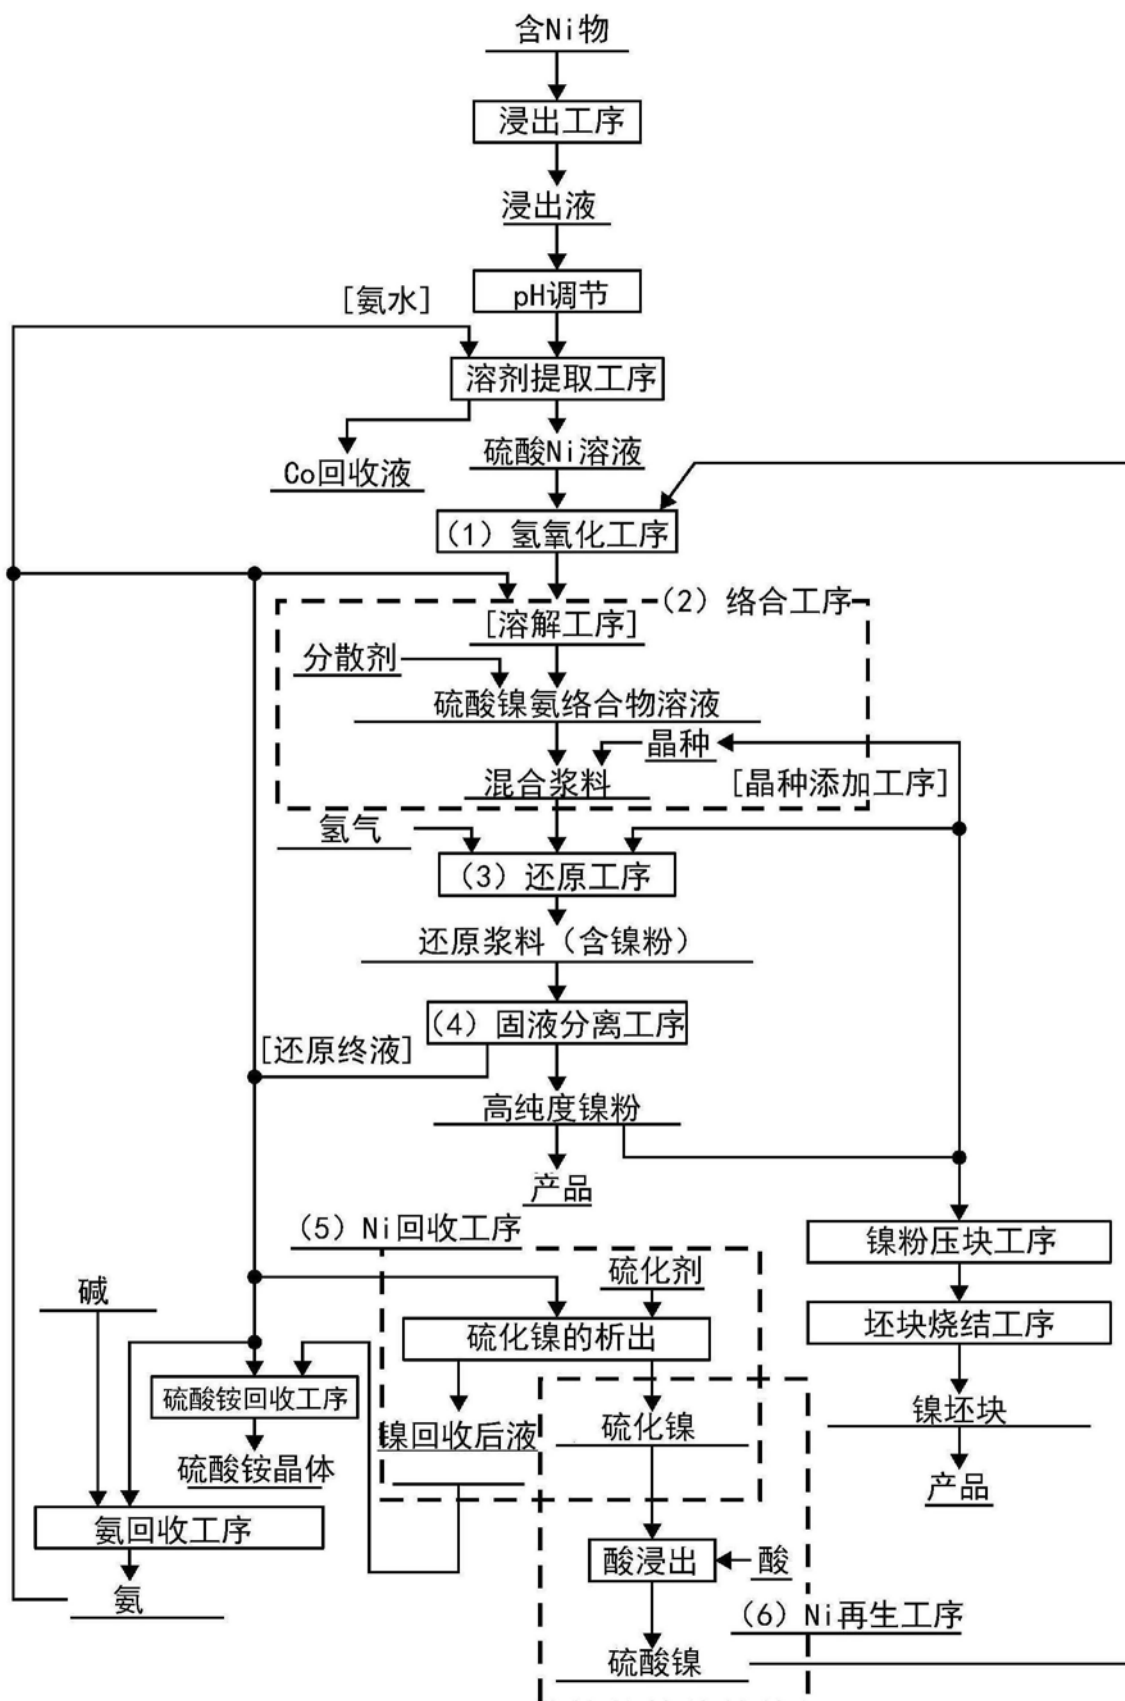 含Ni物
浸出工序
浸出液
pH调节
[氨水]
溶剂提取工序
硫酸Ni溶液
Co回收液
(1)氢氧化工序
(2)络合工序
[溶解工序]
分散剂
硫酸镍氨络合物溶液
晶种
混合浆料
[晶种添加工序]
氢气
(3)还原工序
还原浆料(含镍粉)
(4)固液分离工序
[还原终液]
高纯度镍粉
产品
(5)Ni回收工序
镍粉压块工序
硫化剂
碱
硫化镍的析出
坯块烧结工序
硫酸铵回收工序
镍回收后液
硫化镍
镍坯块
硫酸铵晶体
产品
氨回收工序
酸浸出
酸
氨
(6)Ni再生工序
硫酸镍